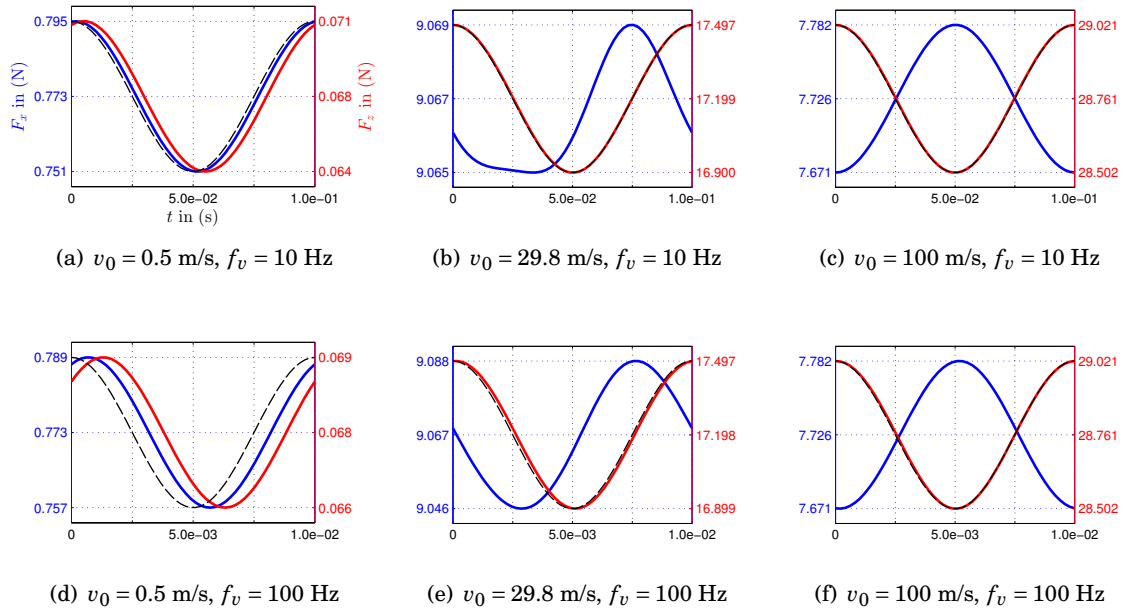 0.795
0.773
0.751
F_x in (N)
0.071
0.068
0.064
F_z in (N)
0
5.0e−02
1.0e−01
t in (s)
(a) v_0 = 0.5 m/s, f_v = 10 Hz
9.069
9.067
9.065
17.497
17.199
16.900
0
5.0e−02
1.0e−01
(b) v_0 = 29.8 m/s, f_v = 10 Hz
7.782
7.726
7.671
29.021
28.761
28.502
0
5.0e−02
1.0e−01
(c) v_0 = 100 m/s, f_v = 10 Hz
0.789
0.773
0.757
0.069
0.068
0.066
0
5.0e−03
1.0e−02
(d) v_0 = 0.5 m/s, f_v = 100 Hz
9.088
9.067
9.046
17.497
17.198
16.899
0
5.0e−03
1.0e−02
(e) v_0 = 29.8 m/s, f_v = 100 Hz
7.782
7.726
7.671
29.021
28.761
28.502
0
5.0e−03
1.0e−02
(f) v_0 = 100 m/s, f_v = 100 Hz